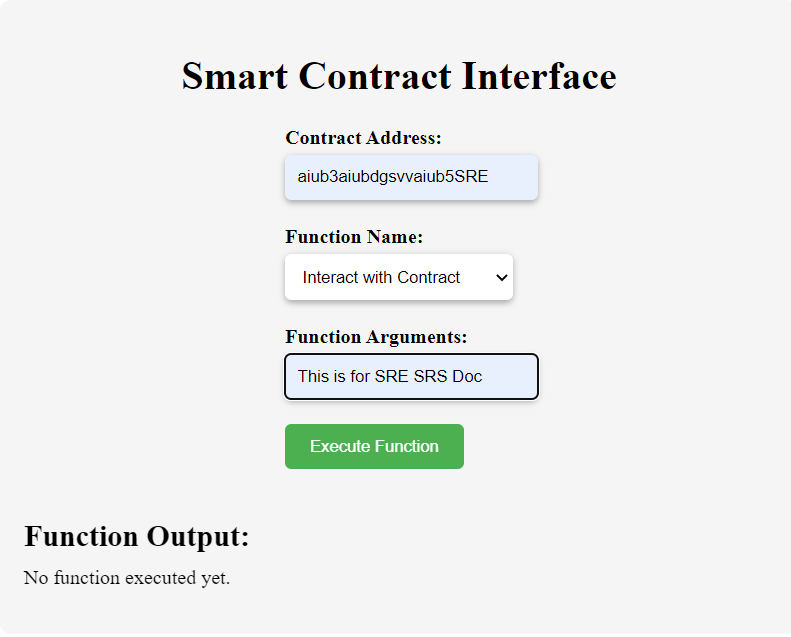 Smart Contract Interface
Contract Address:
aiub3aiubdgsvvaiub5SRE
Function Name:
Interact with Contract
Function Arguments:
This is for SRE SRS Doc
Execute Function
Function Output:
No function executed yet.